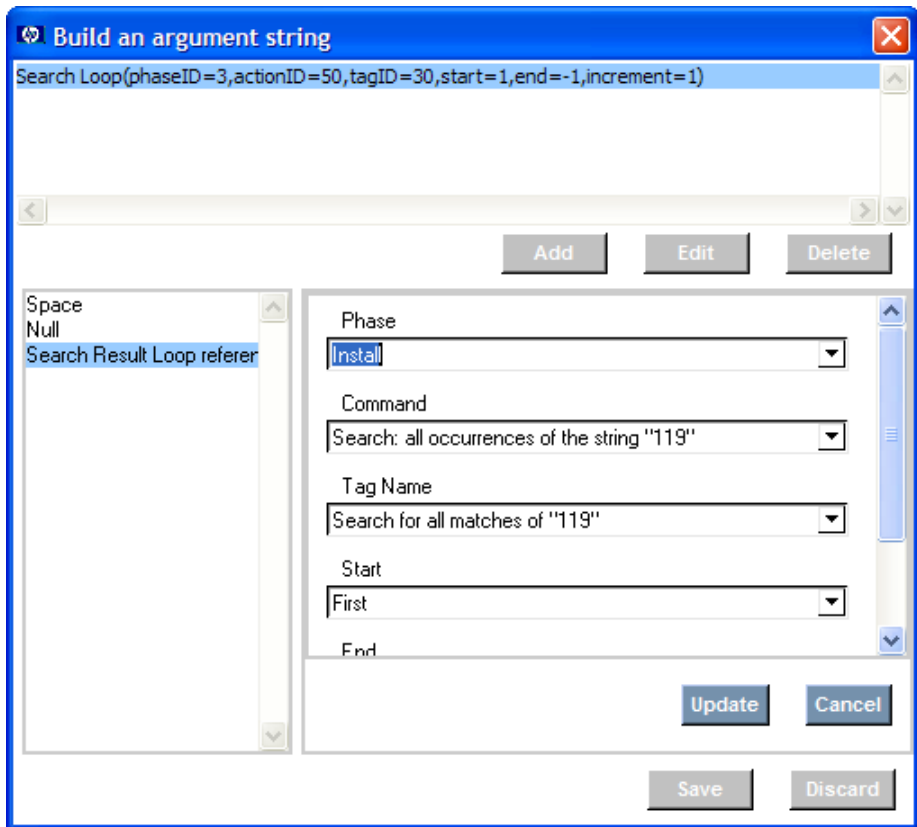 Build an argument string
Search Loop(phaseID=3,actionID=50,tagID=30,start=1,end=-1,increment=1)
Add Edit Delete
Space
Null
Search Result Loop referer
Phase
Install
Command
Search: all occurrences of the string "119"
Tag Name
Search for all matches of "119"
Start
First
End
Update Cancel
Save Discard